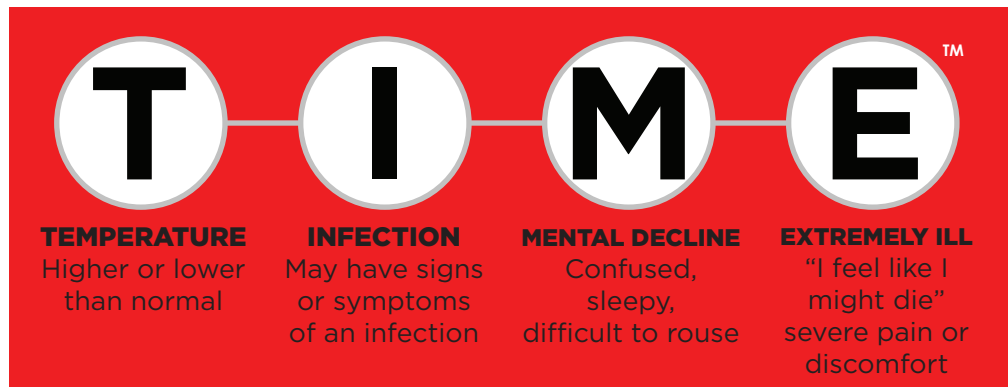 T I M E TM
TEMPERATURE
Higher or lower
than normal
INFECTION
May have signs
or symptoms
of an infection
MENTAL DECLINE
Confused,
sleepy,
difficult to rouse
EXTREMELY ILL
“I feel like I
might die”
severe pain or
discomfort